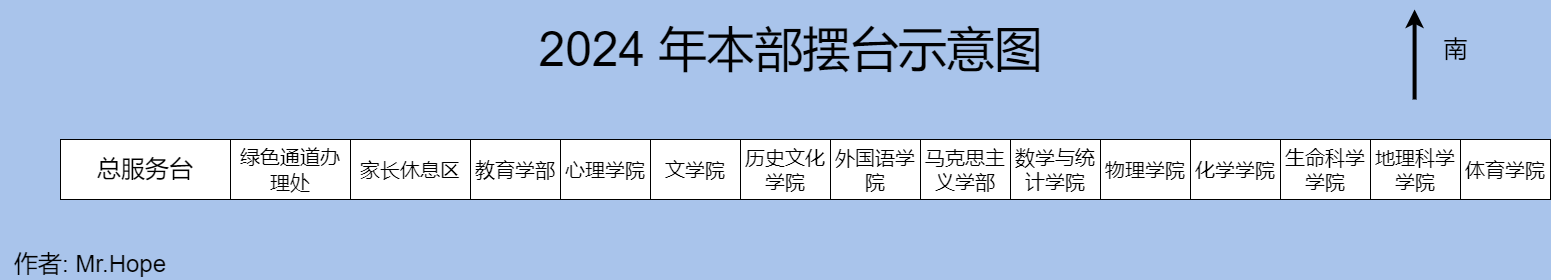 2024 年本部摆台示意图
南
总服务台
绿色通道办
理处
家长休息区
教育学部
心理学院
文学院
历史文化
学院
外国语学
院
马克思主
义学部
数学与统
计学院
物理学院
化学学院
生命科学
学院
地理科学
学院
体育学院
作者: Mr.Hope